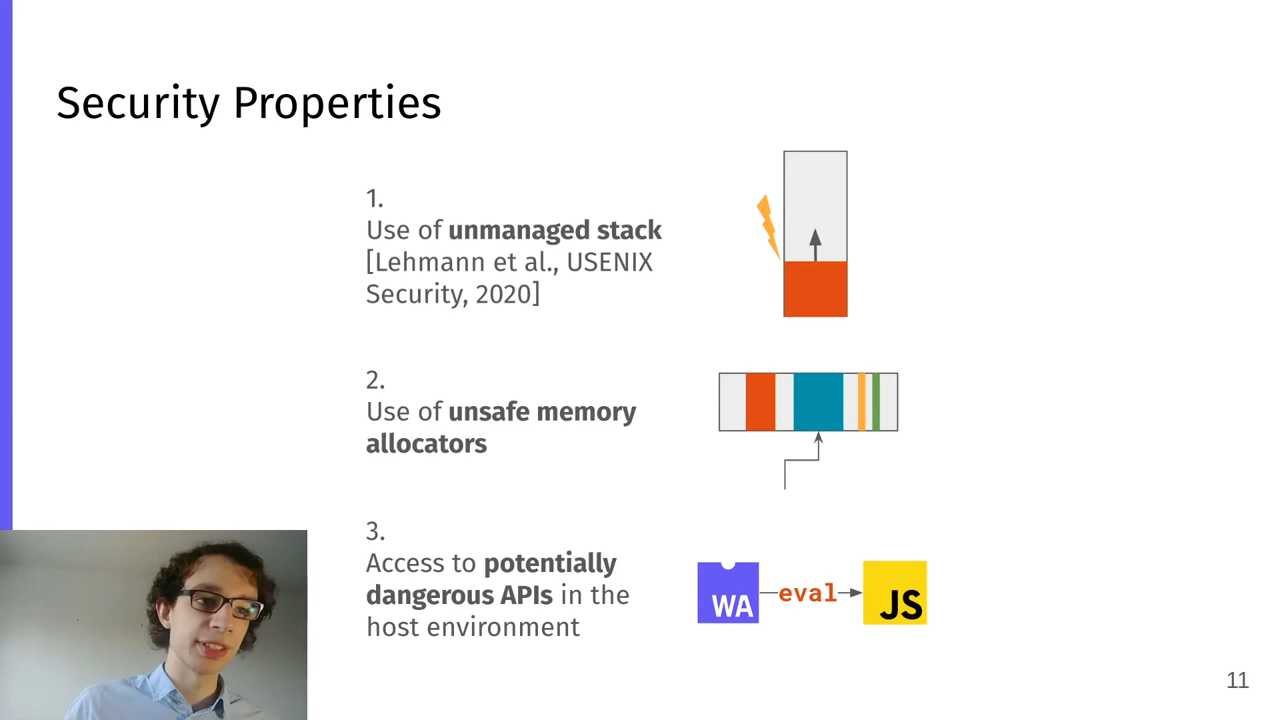 Security Properties
1.
Use of unmanaged stack
[Lehmann et al., USENIX
Security, 2020]
2.
Use of unsafe memory
allocators
3.
Access to potentially
dangerous APIs in the
host environment
WA
eval
JS
11